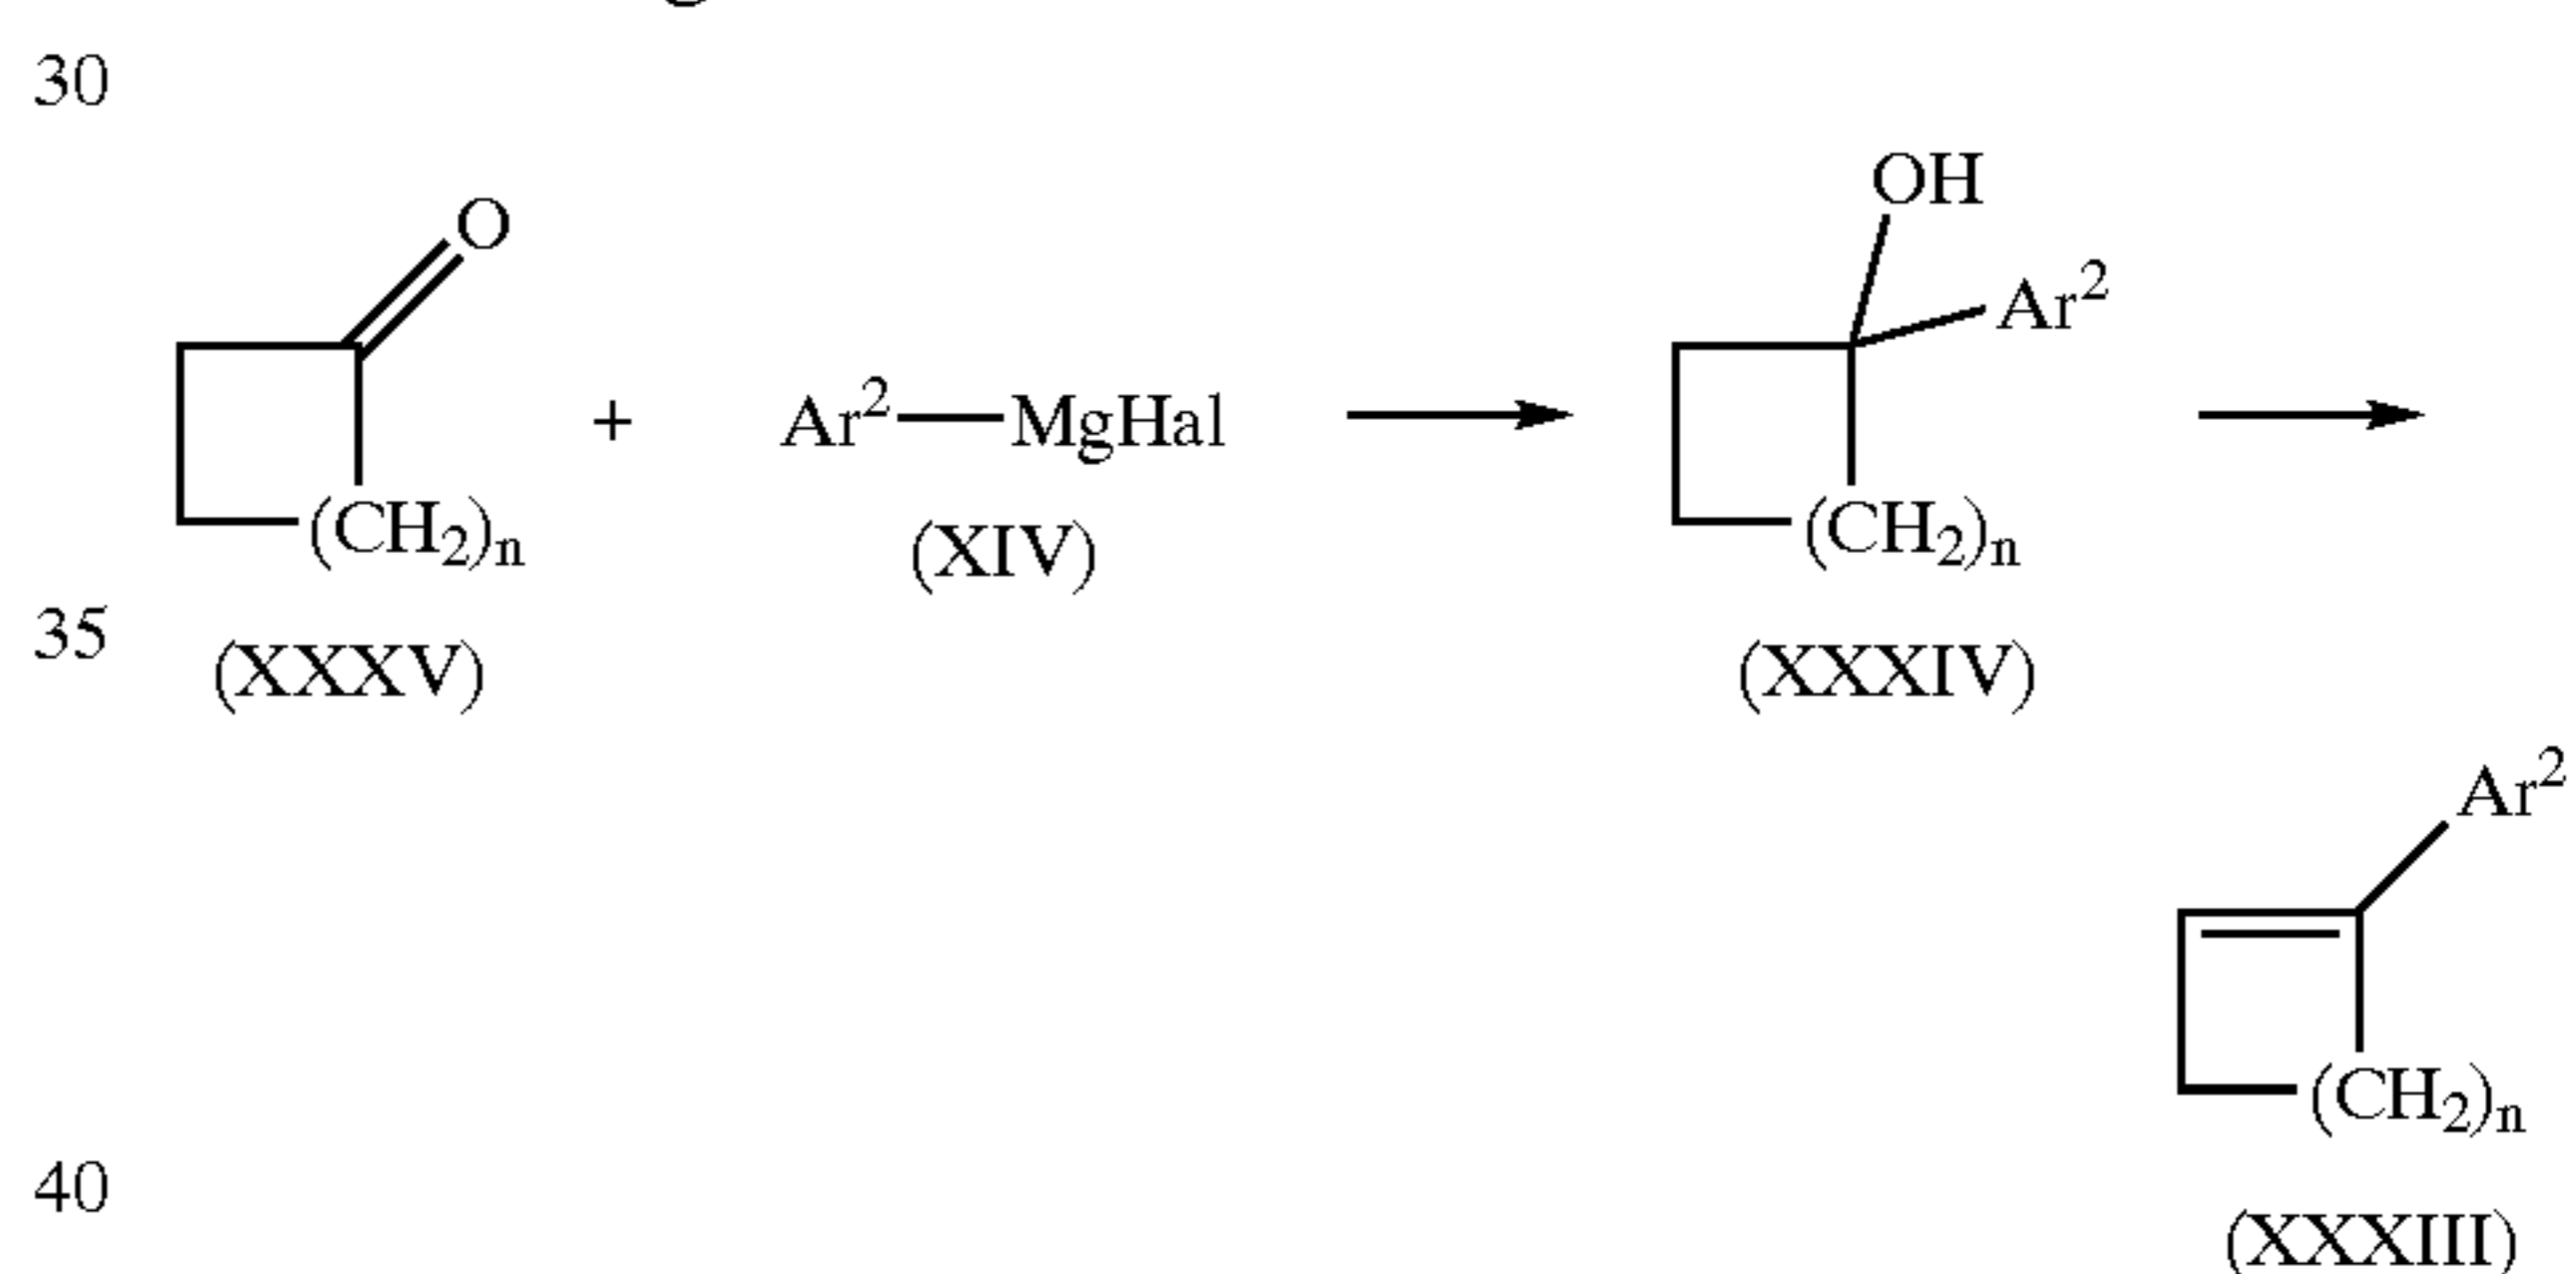 30
O
OH
Ar²
+ Ar²—MgHal
(CH₂)ₙ
(XIV)
(CH₂)ₙ
35
(XXXV)
(XXXIV)
Ar²
(CH₂)ₙ
40
(XXXIII)